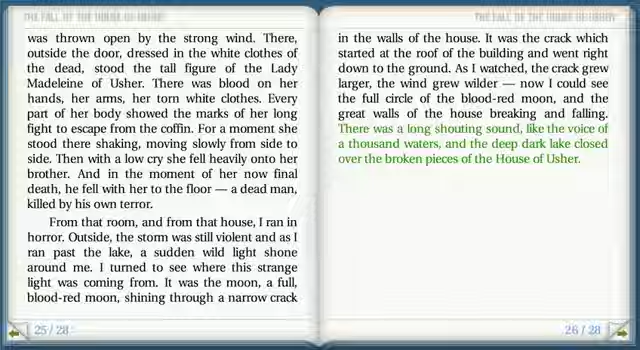 THE FALL OF THE HOUSE OF USHER
was thrown open by the strong wind. There,
outside the door, dressed in the white clothes of
the dead, stood the tall figure of the Lady
Madeleine of Usher. There was blood on her
hands, her arms, her torn white clothes. Every
part of her body showed the marks of her long
fight to escape from the coffin. For a moment she
stood there shaking, moving slowly from side to
side. Then with a low cry she fell heavily onto her
brother. And in the moment of her now final
death, he fell with her to the floor — a dead man,
killed by his own terror.
From that room, and from that house, I ran in
horror. Outside, the storm was still violent and as I
ran past the lake, a sudden wild light shone
around me. I turned to see where this strange
light was coming from. It was the moon, a full,
blood-red moon, shining through a narrow crack
25 / 28
THE FALL OF THE HOUSE OF USHER
in the walls of the house. It was the crack which
started at the roof of the building and went right
down to the ground. As I watched, the crack grew
larger, the wind grew wilder — now I could see
the full circle of the blood-red moon, and the
great walls of the house breaking and falling.
There was a long shouting sound, like the voice of
a thousand waters, and the deep dark lake closed
over the broken pieces of the House of Usher.
26 / 28